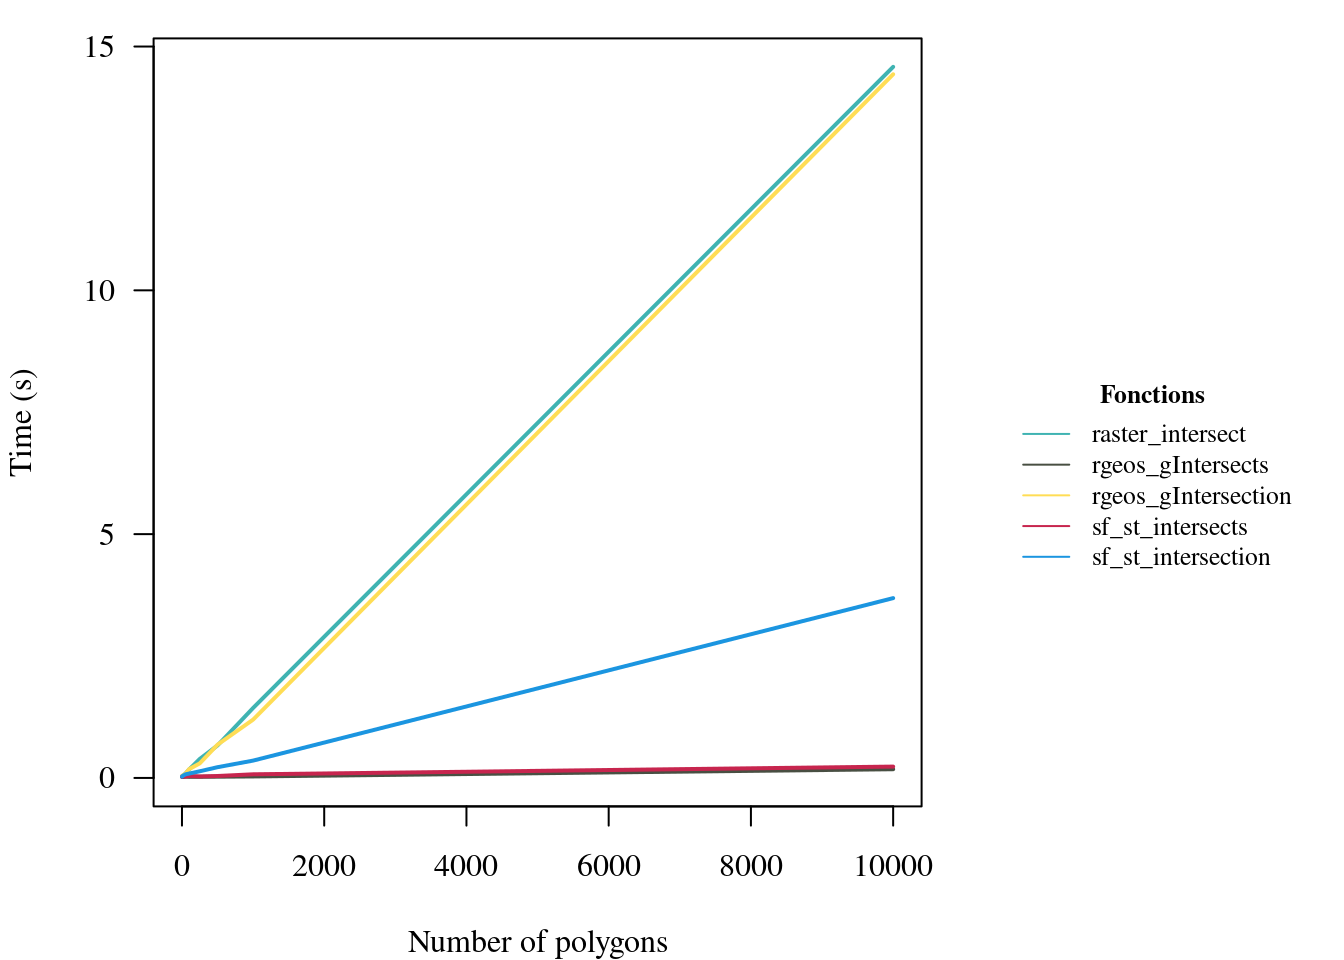 15
10
5
0
Time (s)
0 2000 4000 6000 8000 10000
Number of polygons
Fonctions
raster_intersect
rgeos_gIntersects
rgeos_gIntersection
sf_st_intersects
sf_st_intersection